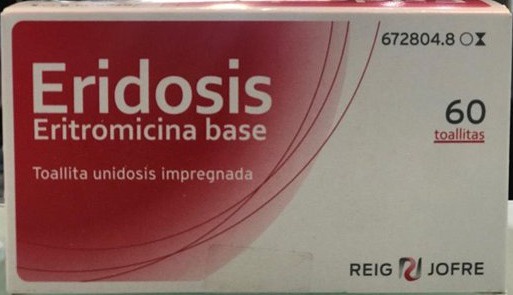 672804.8
Eridosis
Eritromicina base
60
toallitas
Toallita unidosis impregnada
REIG JOFRE